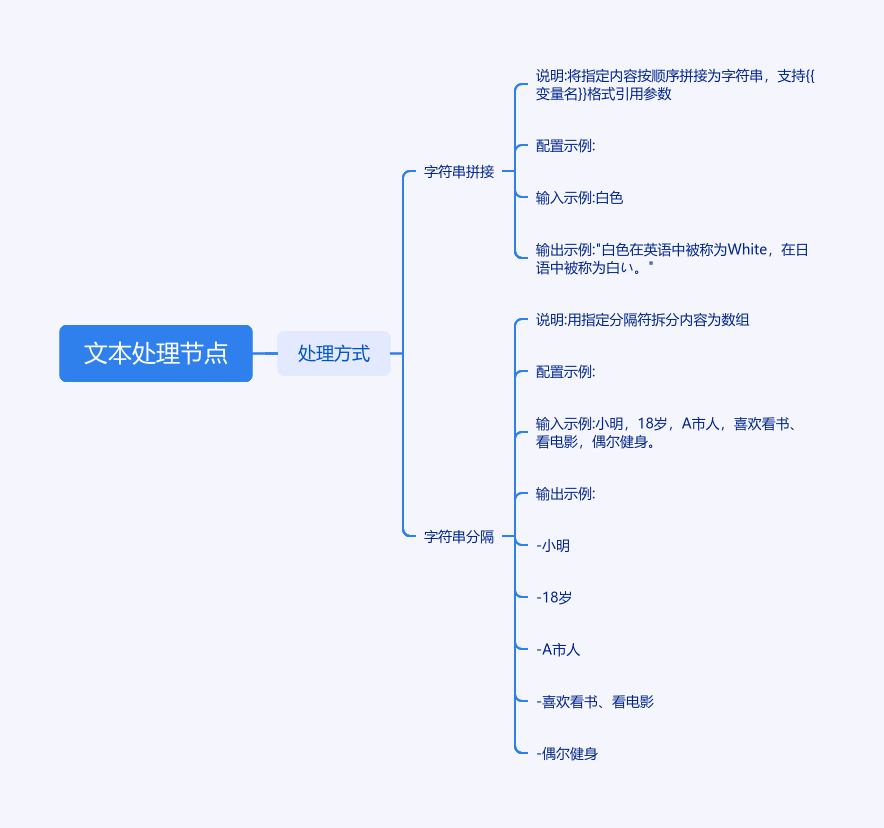 文本处理节点
处理方式
字符串拼接
说明:将指定内容按顺序拼接为字符串，支持{{
变量名}}格式引用参数
配置示例:
输入示例:白色
输出示例:"白色在英语中被称为White，在日
语中被称为白い。"
字符串分隔
说明:用指定分隔符拆分内容为数组
配置示例:
输入示例:小明，18岁，A市人，喜欢看书、
看电影，偶尔健身。
输出示例:
-小明
-18岁
-A市人
-喜欢看书、看电影
-偶尔健身